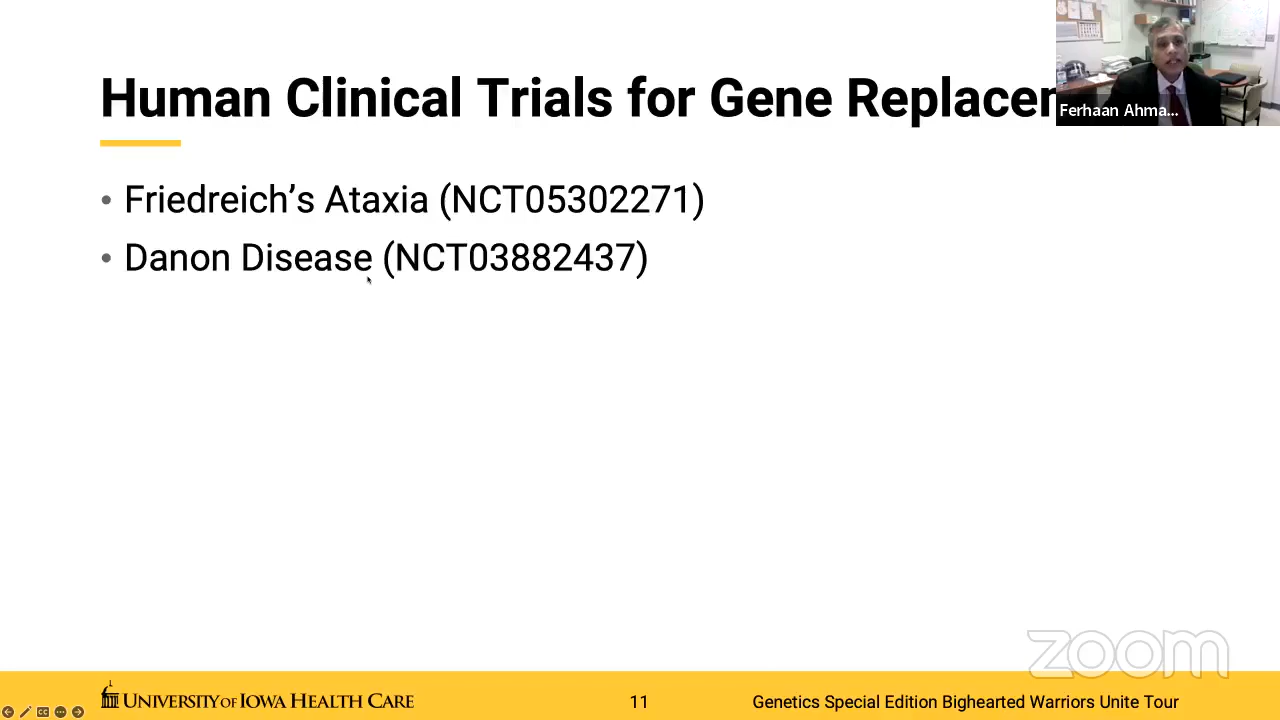 Human Clinical Trials for Gene Replacem
Ferhaan Ahma...
• Friedreich’s Ataxia (NCT05302271)
• Danon Disease (NCT03882437)
zoom
UNIVERSITY OF IOWA HEALTH CARE
11
Genetics Special Edition Bighearted Warriors Unite Tour